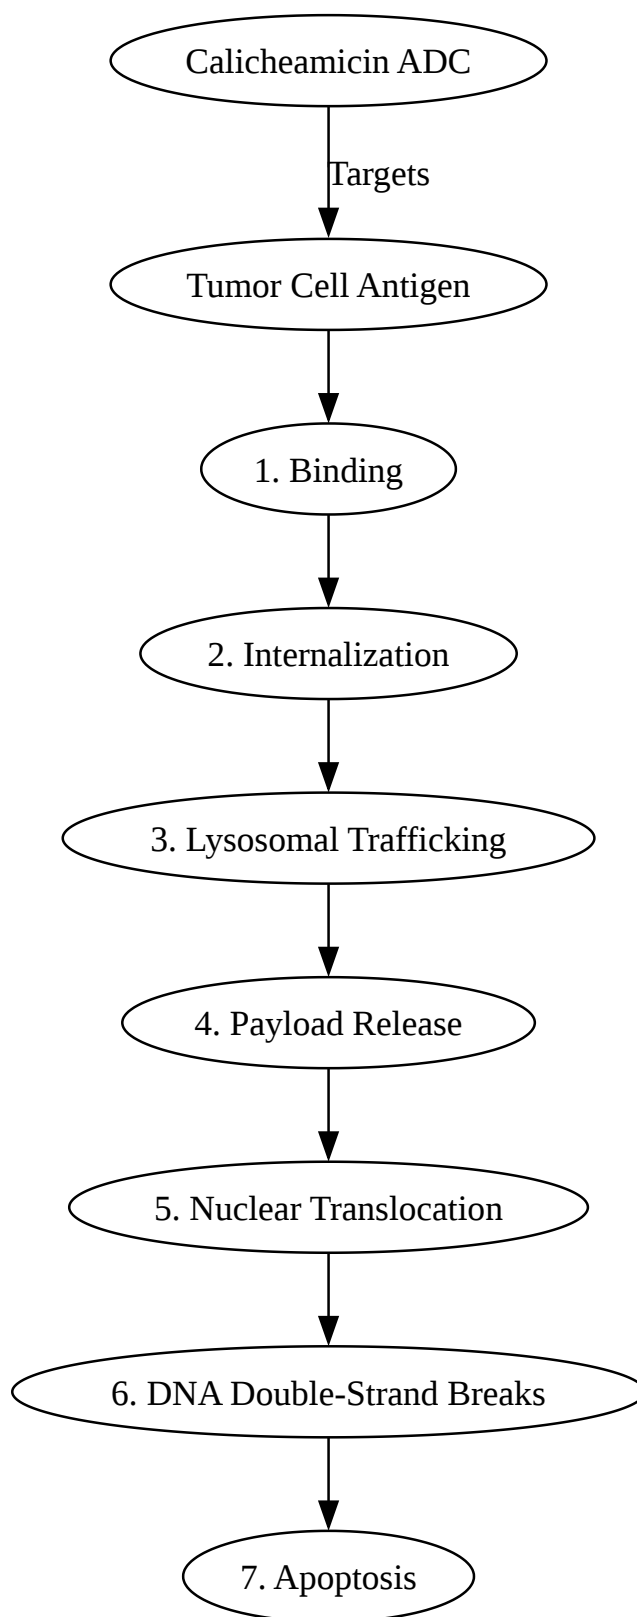 Calicheamicin ADC
Targets
Tumor Cell Antigen
1. Binding
2. Internalization
3. Lysosomal Trafficking
4. Payload Release
5. Nuclear Translocation
6. DNA Double-Strand Breaks
7. Apoptosis